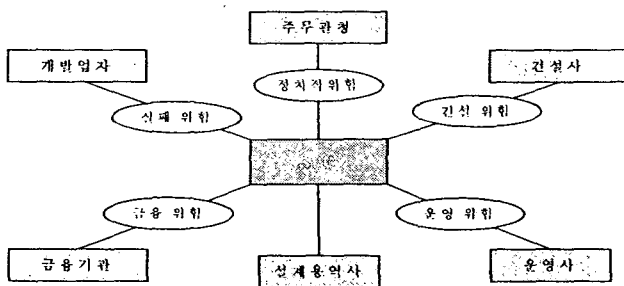 주무관청
개발업자
건설사
정치적위험
실패 위험
건설 위험
금융 위험
운영 위험
금융기관
설계용역사
운영사